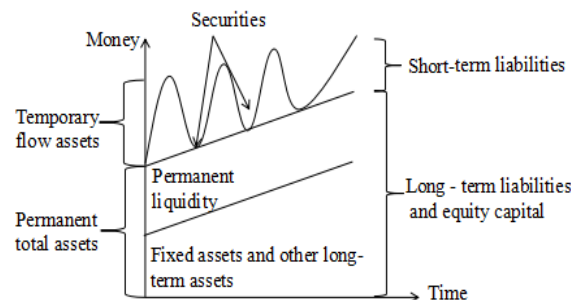 Securities
Money
Short-term liabilities
Temporary
flow assets
Permanent
liquidity
Long - term liabilities
and equity capital
Permanent
total assets
Fixed assets and other long-
term assets
Time